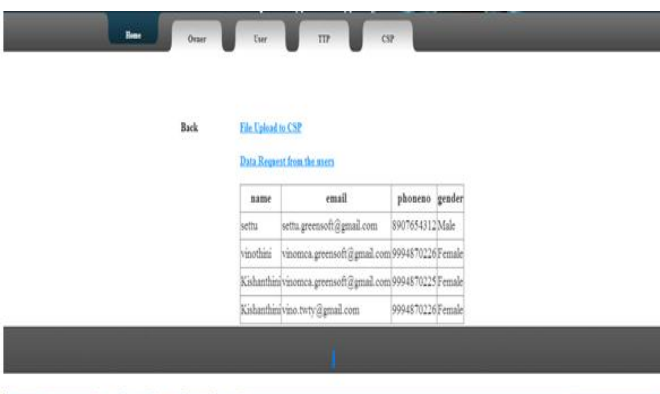 Home Owner User TTP CSP
Back File Upload to CSP
Data Request from the users
name email phoneno gender
settu settu.greensoft@gmail.com 8907654312 Male
vinothini vinomca.greensoft@gmail.com 9994870226 Female
Kishanthini vinomca.greensoft@gmail.com 9994870225 Female
Kishanthini vino.twty@gmail.com 9994870226 Female